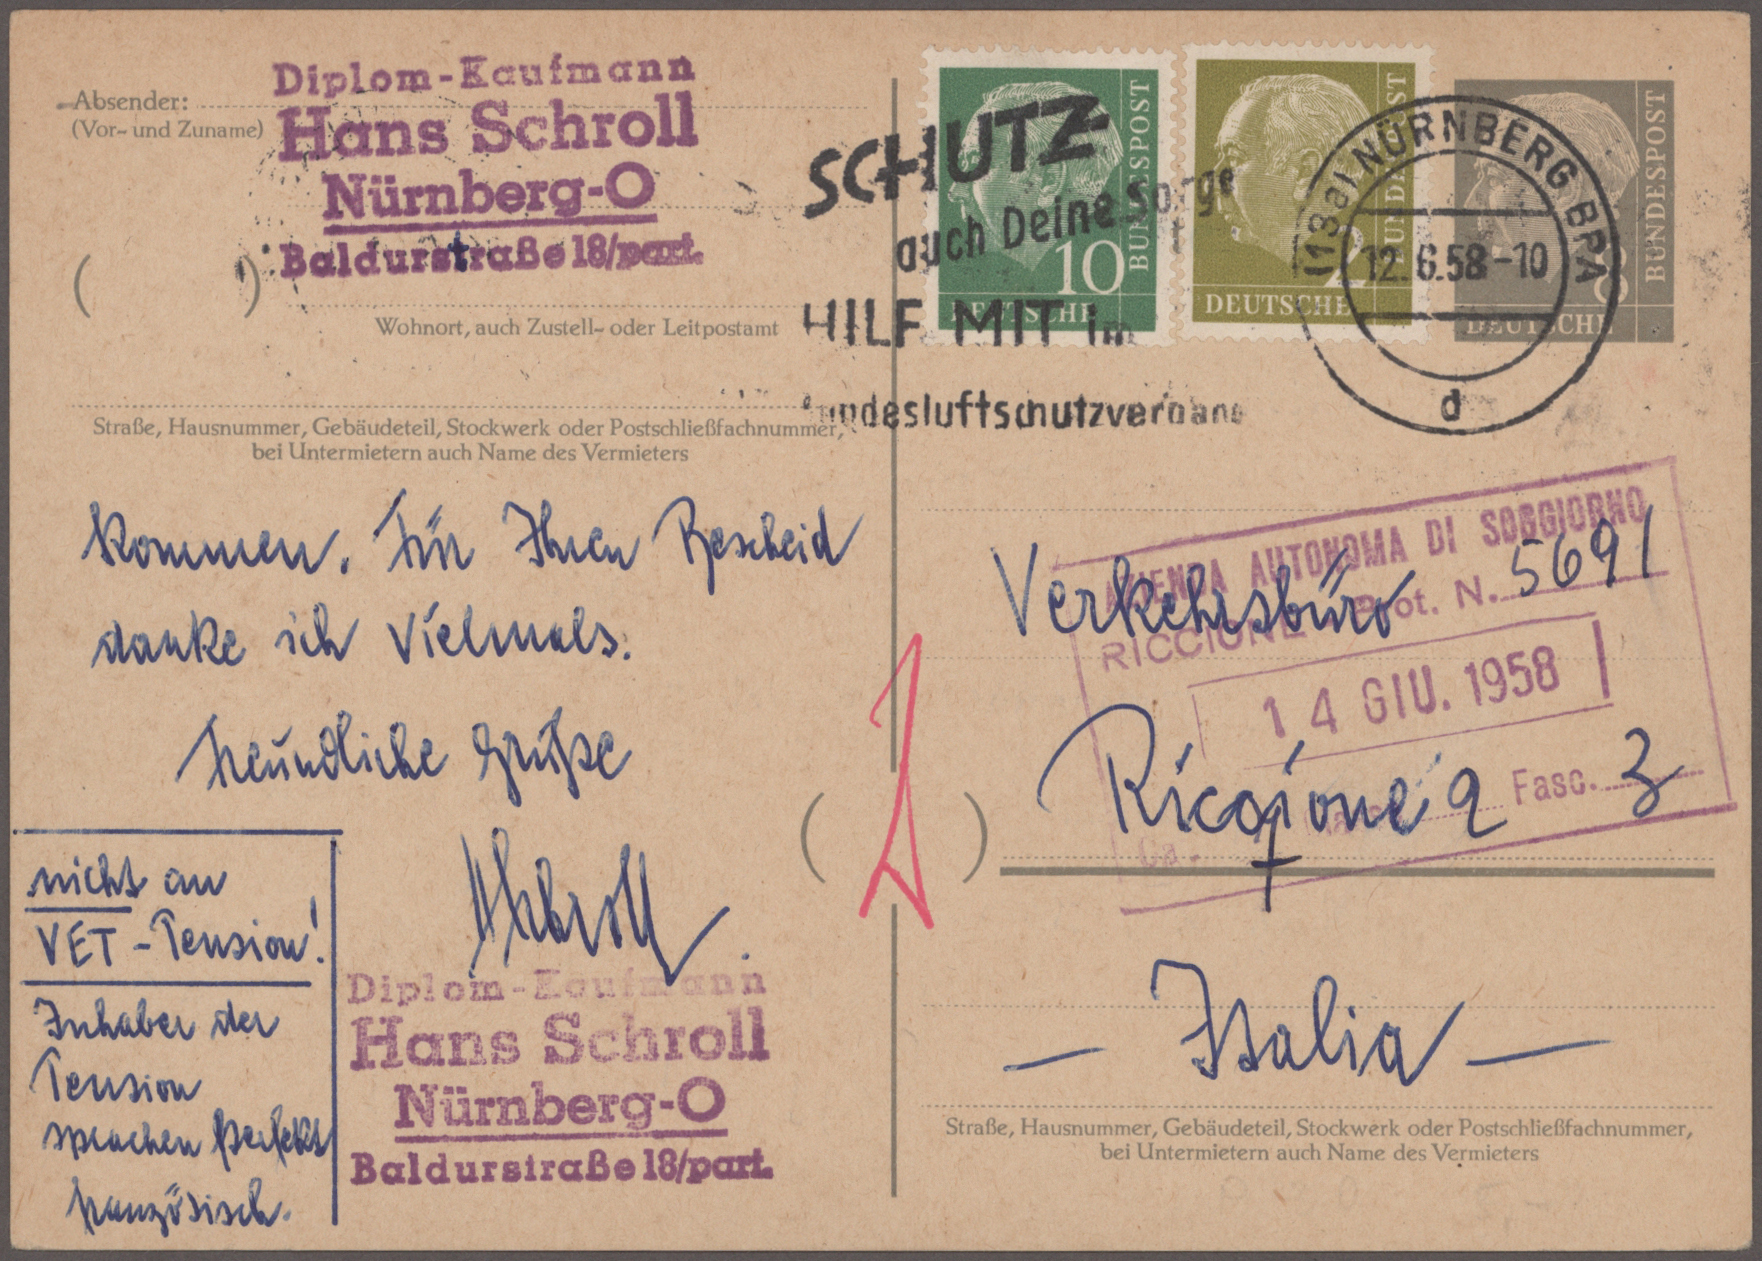 Absender:
(Vor- und Zuname)
Diplom-Kaufmann
Hans Schroll
Nürnberg-O
Baldurstraße 18/part.
( )
Wohnort, auch Zustell- oder Leitpostamt
Straße, Hausnummer, Gebäudeteil, Stockwerk oder Postschließfachnummer,
bei Untermietern auch Name des Vermieters
kommen. Für Ihren Bescheid
danke ich vielmals.
freundliche Grüße
HSchroll
Diplom-Kaufmann
Hans Schroll
Nürnberg-O
Baldurstraße 18/part.
nicht an
VET-Pension!
Inhaber der
Pension
sprachen perfekt
französisch.
SCHUTZ-
auch Deine Sorge
HILF MIT im
Bundesluftschutzverband
10
DEUTSCHE
BUNDESPOST
2
DEUTSCHE
BUNDESPOST
8
DEUTSCHE
BUNDESPOST
(13a) NÜRNBERG BPA
12.6.58-10
d
AZIENDA AUTONOMA DI SOGGIORNO
RICCIONE Prot. N. 5691
14 GIU. 1958
Ca. Fasc. 3
Verkehrsbüro
Riccione
( )
— Italia —
Straße, Hausnummer, Gebäudeteil, Stockwerk oder Postschließfachnummer,
bei Untermietern auch Name des Vermieters